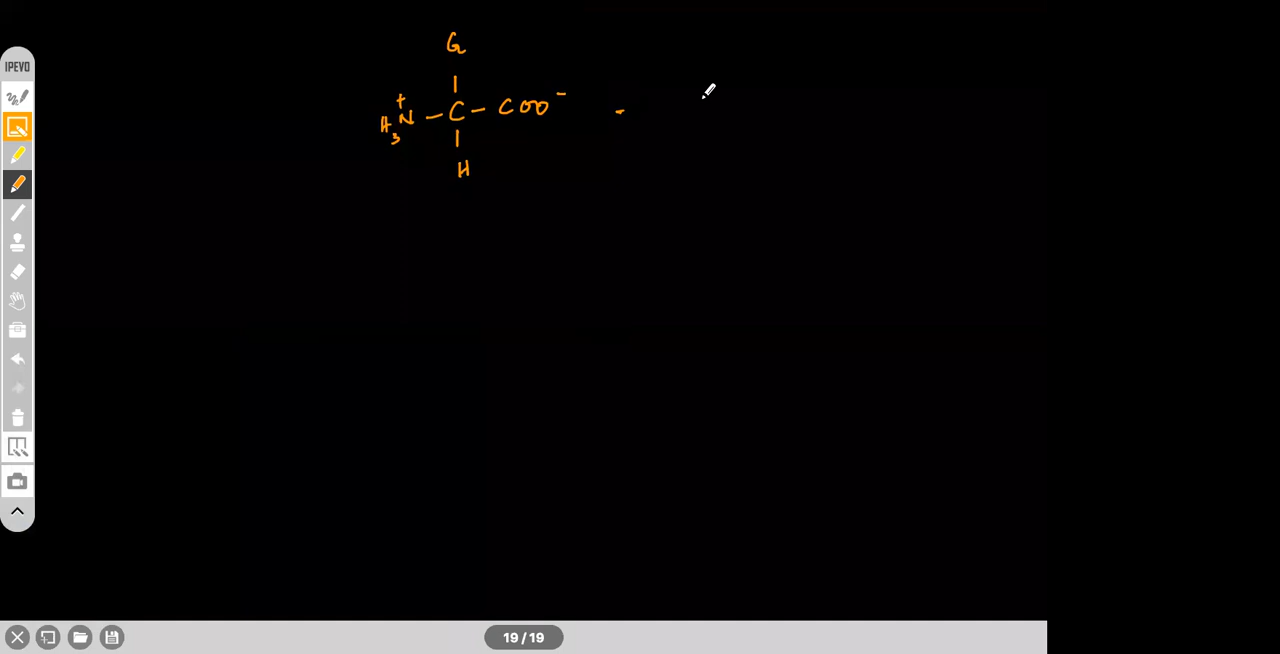 IPEVO
G
H₃N⁺ – C – COO⁻ -
H
19 / 19